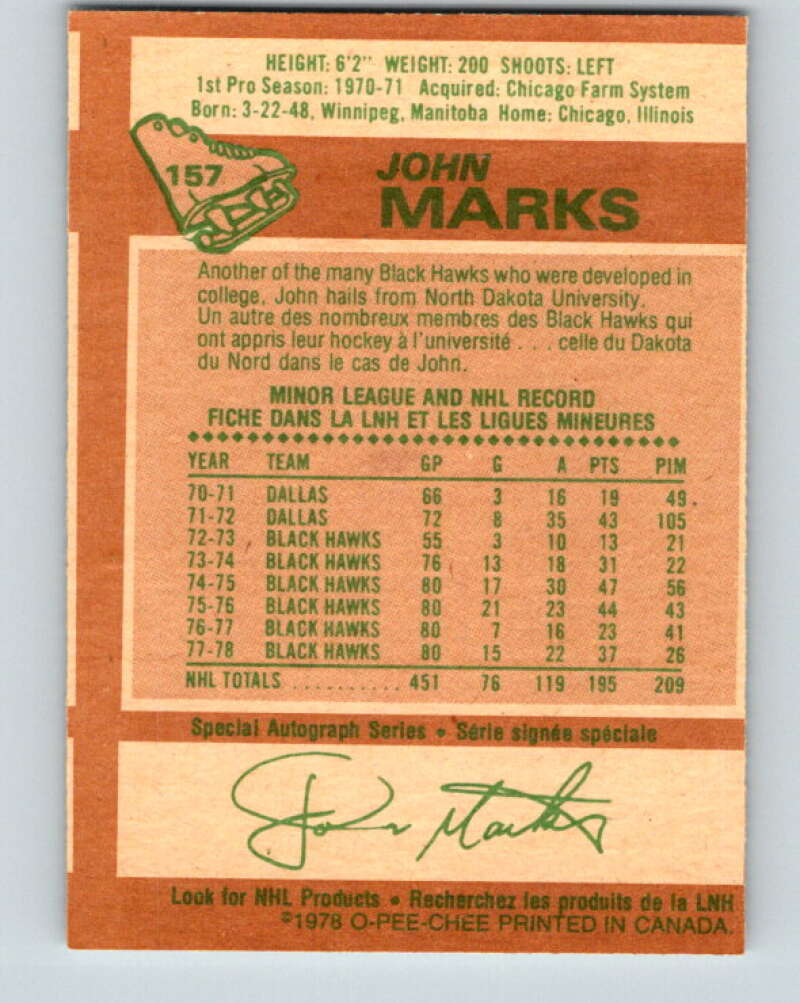 HEIGHT: 6'2" WEIGHT: 200 SHOOTS: LEFT
1st Pro Season: 1970-71 Acquired: Chicago Farm System
Born: 3-22-48, Winnipeg, Manitoba Home: Chicago, Illinois
157
JOHN
MARKS
Another of the many Black Hawks who were developed in
college, John hails from North Dakota University.
Un autre des nombreux membres des Black Hawks qui
ont appris leur hockey à l'université . . . celle du Dakota
du Nord dans le cas de John.
MINOR LEAGUE AND NHL RECORD
FICHE DANS LA LNH ET LES LIGUES MINEURES
YEAR TEAM GP G A PTS PIM
70-71 DALLAS 66 3 16 19 49
71-72 DALLAS 72 8 35 43 105
72-73 BLACK HAWKS 55 3 10 13 21
73-74 BLACK HAWKS 76 13 18 31 22
74-75 BLACK HAWKS 80 17 30 47 56
75-76 BLACK HAWKS 80 21 23 44 43
76-77 BLACK HAWKS 80 7 16 23 41
77-78 BLACK HAWKS 80 15 22 37 26
NHL TOTALS .......... 451 76 119 195 209
Special Autograph Series • Série signée spéciale
John Marks
Look for NHL Products • Recherchez les produits de la LNH
©1978 O-PEE-CHEE PRINTED IN CANADA.